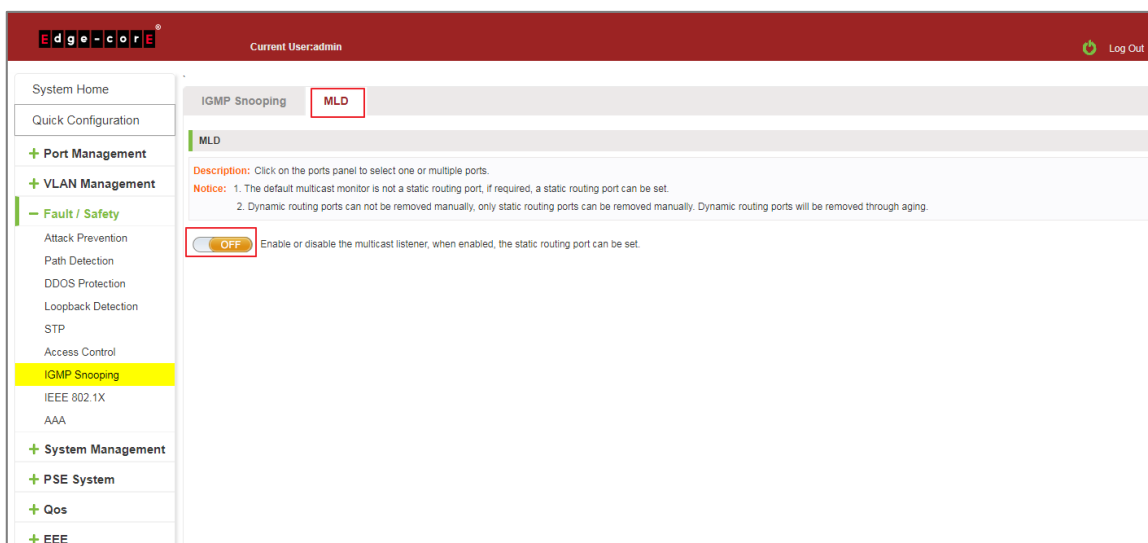 Edge-corE®
Current User:admin
Log Out
System Home
Quick Configuration
+ Port Management
+ VLAN Management
− Fault / Safety
Attack Prevention
Path Detection
DDOS Protection
Loopback Detection
STP
Access Control
IGMP Snooping
IEEE 802.1X
AAA
+ System Management
+ PSE System
+ Qos
+ EEE
IGMP Snooping MLD
MLD
Description: Click on the ports panel to select one or multiple ports.
Notice: 1. The default multicast monitor is not a static routing port, if required, a static routing port can be set.
2. Dynamic routing ports can not be removed manually, only static routing ports can be removed manually. Dynamic routing ports will be removed through aging.
OFF Enable or disable the multicast listener, when enabled, the static routing port can be set.